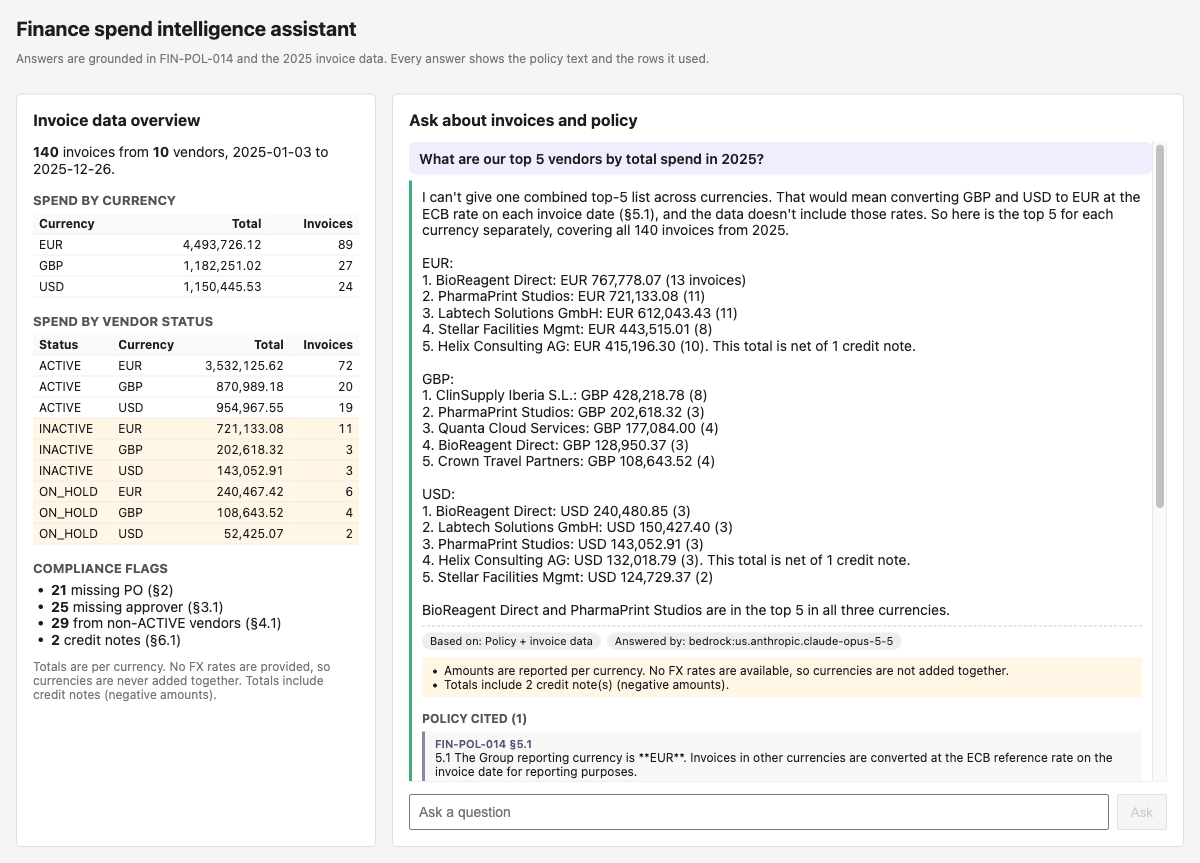 Finance spend intelligence assistant
Answers are grounded in FIN-POL-014 and the 2025 invoice data. Every answer shows the policy text and the rows it used.
Invoice data overview
140 invoices from 10 vendors, 2025-01-03 to
2025-12-26.
SPEND BY CURRENCY
Currency Total Invoices
EUR 4,493,726.12 89
GBP 1,182,251.02 27
USD 1,150,445.53 24
SPEND BY VENDOR STATUS
Status Currency Total Invoices
ACTIVE EUR 3,532,125.62 72
ACTIVE GBP 870,989.18 20
ACTIVE USD 954,967.55 19
INACTIVE EUR 721,133.08 11
INACTIVE GBP 202,618.32 3
INACTIVE USD 143,052.91 3
ON_HOLD EUR 240,467.42 6
ON_HOLD GBP 108,643.52 4
ON_HOLD USD 52,425.07 2
COMPLIANCE FLAGS
• 21 missing PO (§2)
• 25 missing approver (§3.1)
• 29 from non-ACTIVE vendors (§4.1)
• 2 credit notes (§6.1)
Totals are per currency. No FX rates are provided, so
currencies are never added together. Totals include
credit notes (negative amounts).
Ask about invoices and policy
What are our top 5 vendors by total spend in 2025?
I can't give one combined top-5 list across currencies. That would mean converting GBP and USD to EUR at the
ECB rate on each invoice date (§5.1), and the data doesn't include those rates. So here is the top 5 for each
currency separately, covering all 140 invoices from 2025.
EUR:
1. BioReagent Direct: EUR 767,778.07 (13 invoices)
2. PharmaPrint Studios: EUR 721,133.08 (11)
3. Labtech Solutions GmbH: EUR 612,043.43 (11)
4. Stellar Facilities Mgmt: EUR 443,515.01 (8)
5. Helix Consulting AG: EUR 415,196.30 (10). This total is net of 1 credit note.
GBP:
1. ClinSupply Iberia S.L.: GBP 428,218.78 (8)
2. PharmaPrint Studios: GBP 202,618.32 (3)
3. Quanta Cloud Services: GBP 177,084.00 (4)
4. BioReagent Direct: GBP 128,950.37 (3)
5. Crown Travel Partners: GBP 108,643.52 (4)
USD:
1. BioReagent Direct: USD 240,480.85 (3)
2. Labtech Solutions GmbH: USD 150,427.40 (3)
3. PharmaPrint Studios: USD 143,052.91 (3)
4. Helix Consulting AG: USD 132,018.79 (3). This total is net of 1 credit note.
5. Stellar Facilities Mgmt: USD 124,729.37 (2)
BioReagent Direct and PharmaPrint Studios are in the top 5 in all three currencies.
Based on: Policy + invoice data Answered by: bedrock:us.anthropic.claude-opus-5-5
• Amounts are reported per currency. No FX rates are available, so currencies are not added together.
• Totals include 2 credit note(s) (negative amounts).
POLICY CITED (1)
FIN-POL-014 §5.1
5.1 The Group reporting currency is **EUR**. Invoices in other currencies are converted at the ECB reference rate on the
invoice date for reporting purposes.
Ask a question
Ask